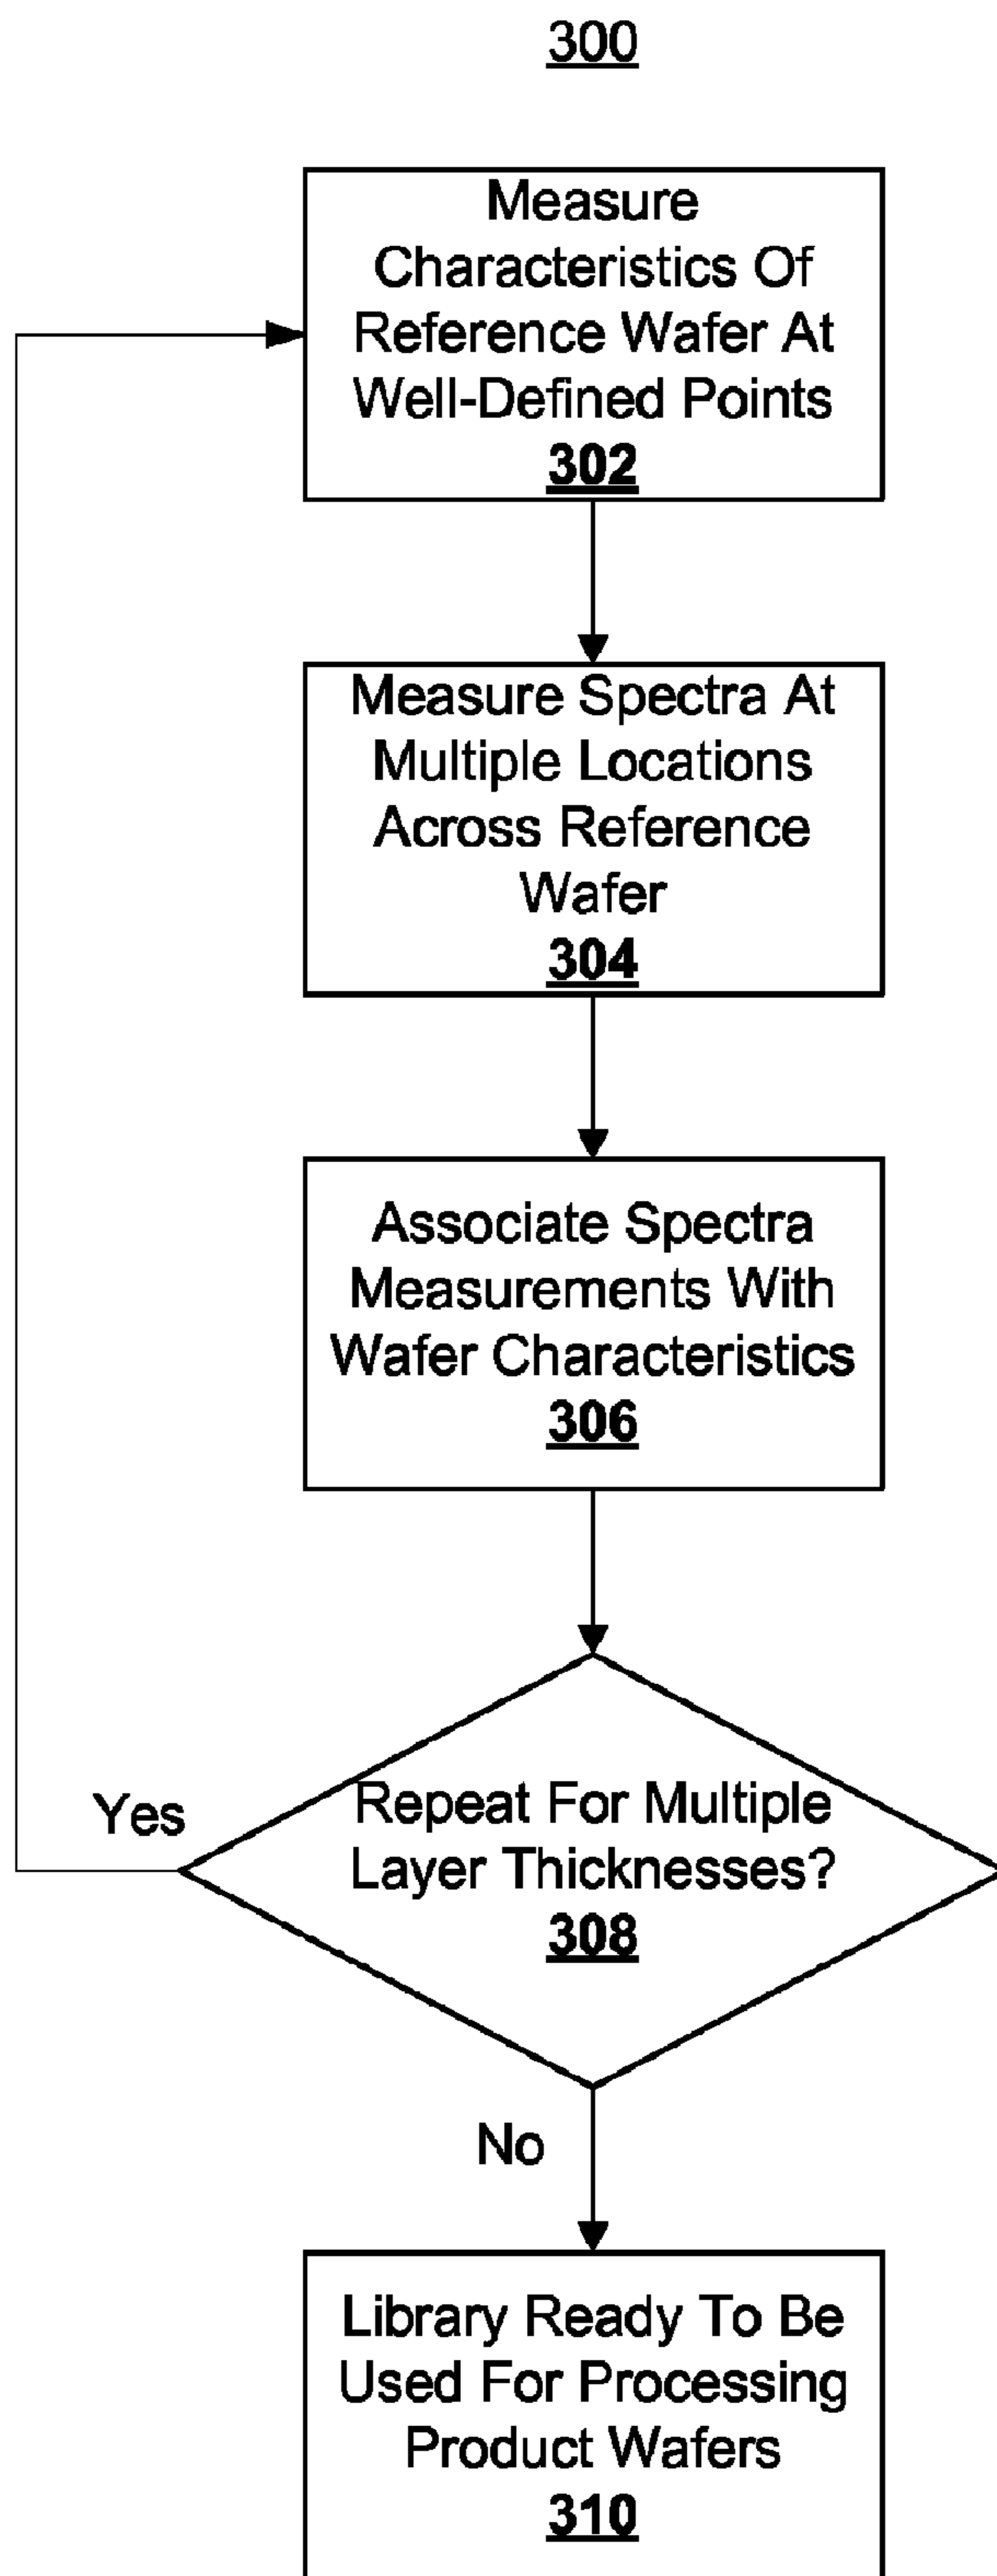 300
Measure
Characteristics Of
Reference Wafer At
Well-Defined Points
302
Measure Spectra At
Multiple Locations
Across Reference
Wafer
304
Associate Spectra
Measurements With
Wafer Characteristics
306
Yes
Repeat For Multiple
Layer Thicknesses?
308
No
Library Ready To Be
Used For Processing
Product Wafers
310